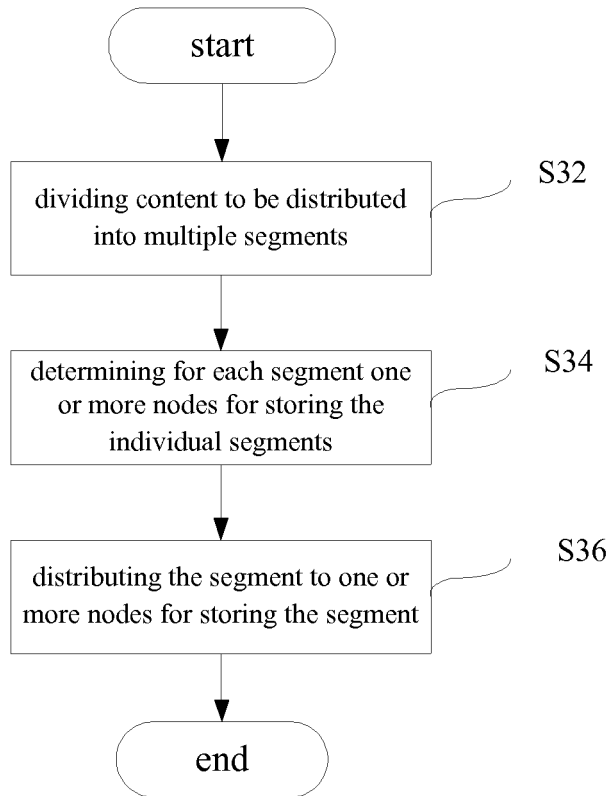 start
S32
dividing content to be distributed
into multiple segments
S34
determining for each segment one
or more nodes for storing the
individual segments
S36
distributing the segment to one or
more nodes for storing the segment
end